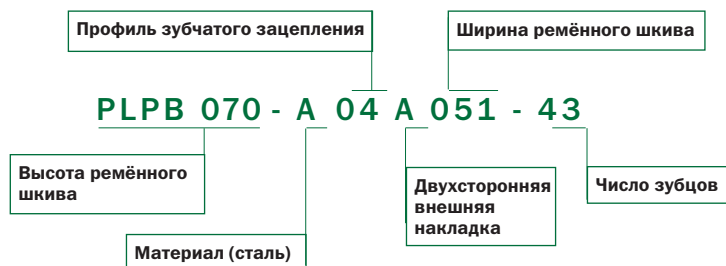 Профиль зубчатого зацепления
Ширина ремённого шкива
PLPB 070 - A 04 A 051 - 43
Высота ремённого
шкива
Двухсторонняя
внешняя
накладка
Число зубцов
Материал (сталь)